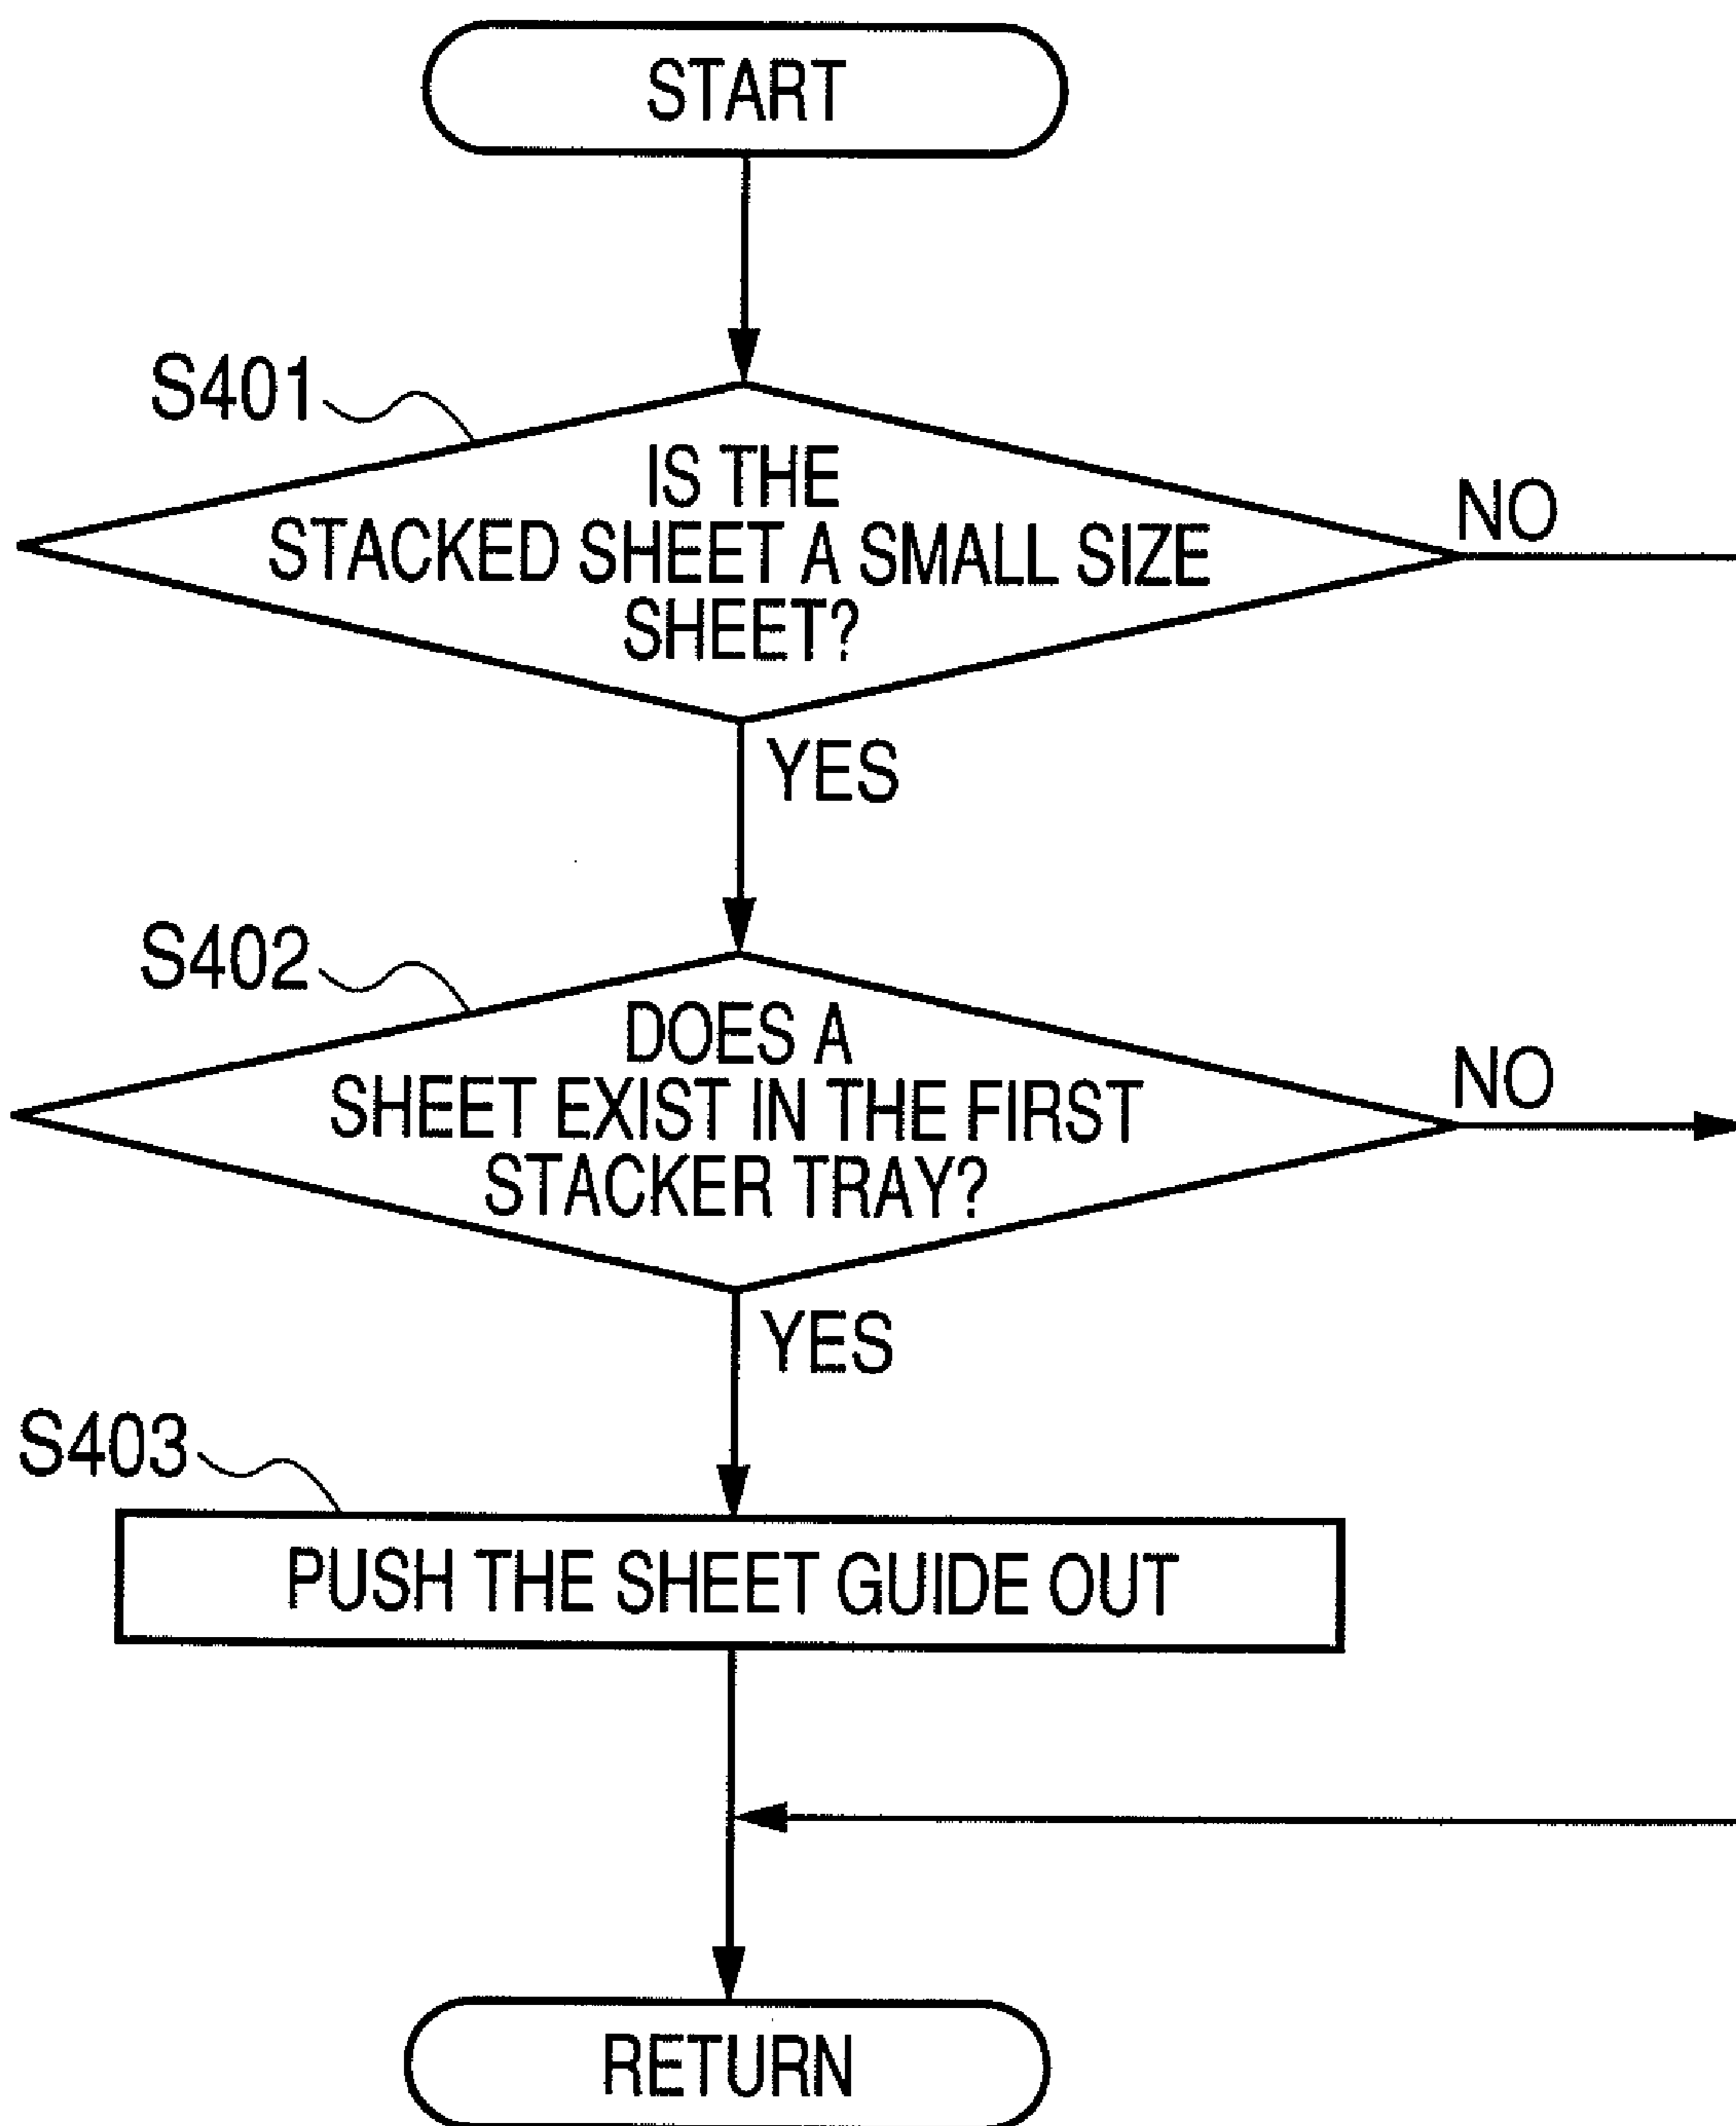 START
S401
IS THE
STACKED SHEET A SMALL SIZE
SHEET?
NO
YES
S402
DOES A
SHEET EXIST IN THE FIRST
STACKER TRAY?
NO
YES
S403
PUSH THE SHEET GUIDE OUT
RETURN